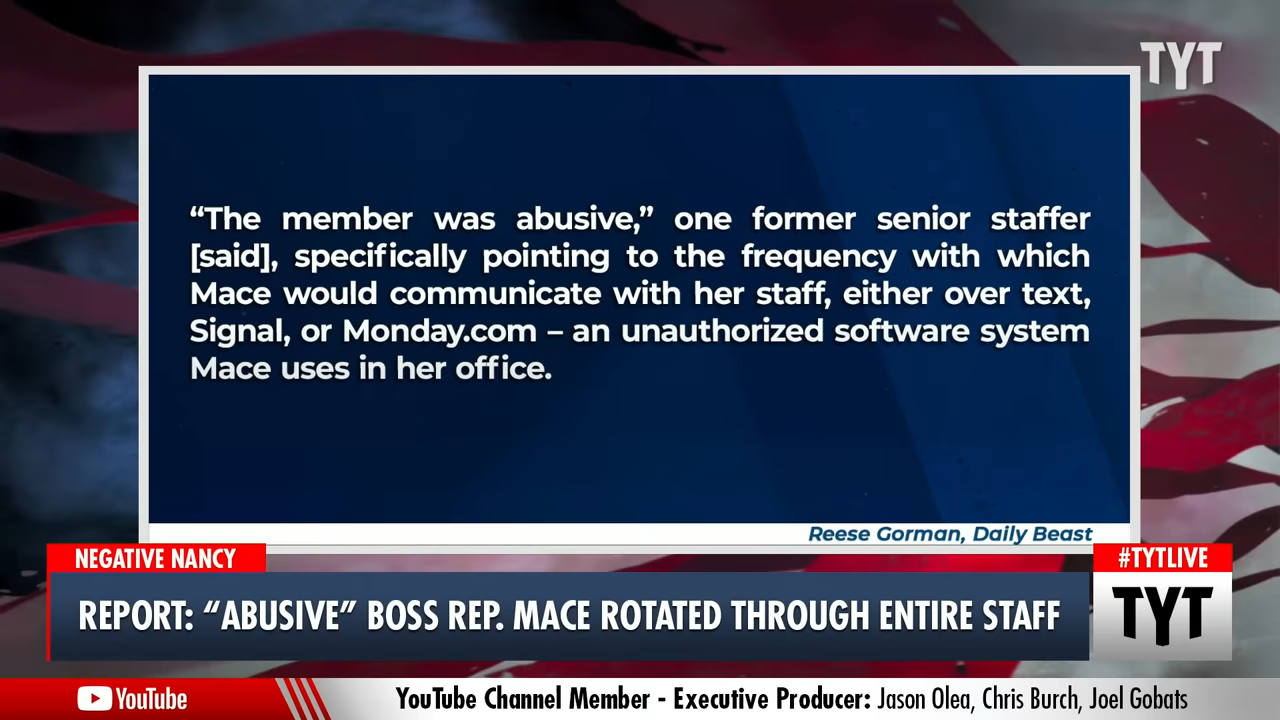 TYT
“The member was abusive,” one former senior staffer
[said], specifically pointing to the frequency with which
Mace would communicate with her staff, either over text,
Signal, or Monday.com – an unauthorized software system
Mace uses in her office.
Reese Gorman, Daily Beast
NEGATIVE NANCY
#TYTLIVE
REPORT: “ABUSIVE” BOSS REP. MACE ROTATED THROUGH ENTIRE STAFF
TYT
YouTube
YouTube Channel Member - Executive Producer: Jason Olea, Chris Burch, Joel Gobats